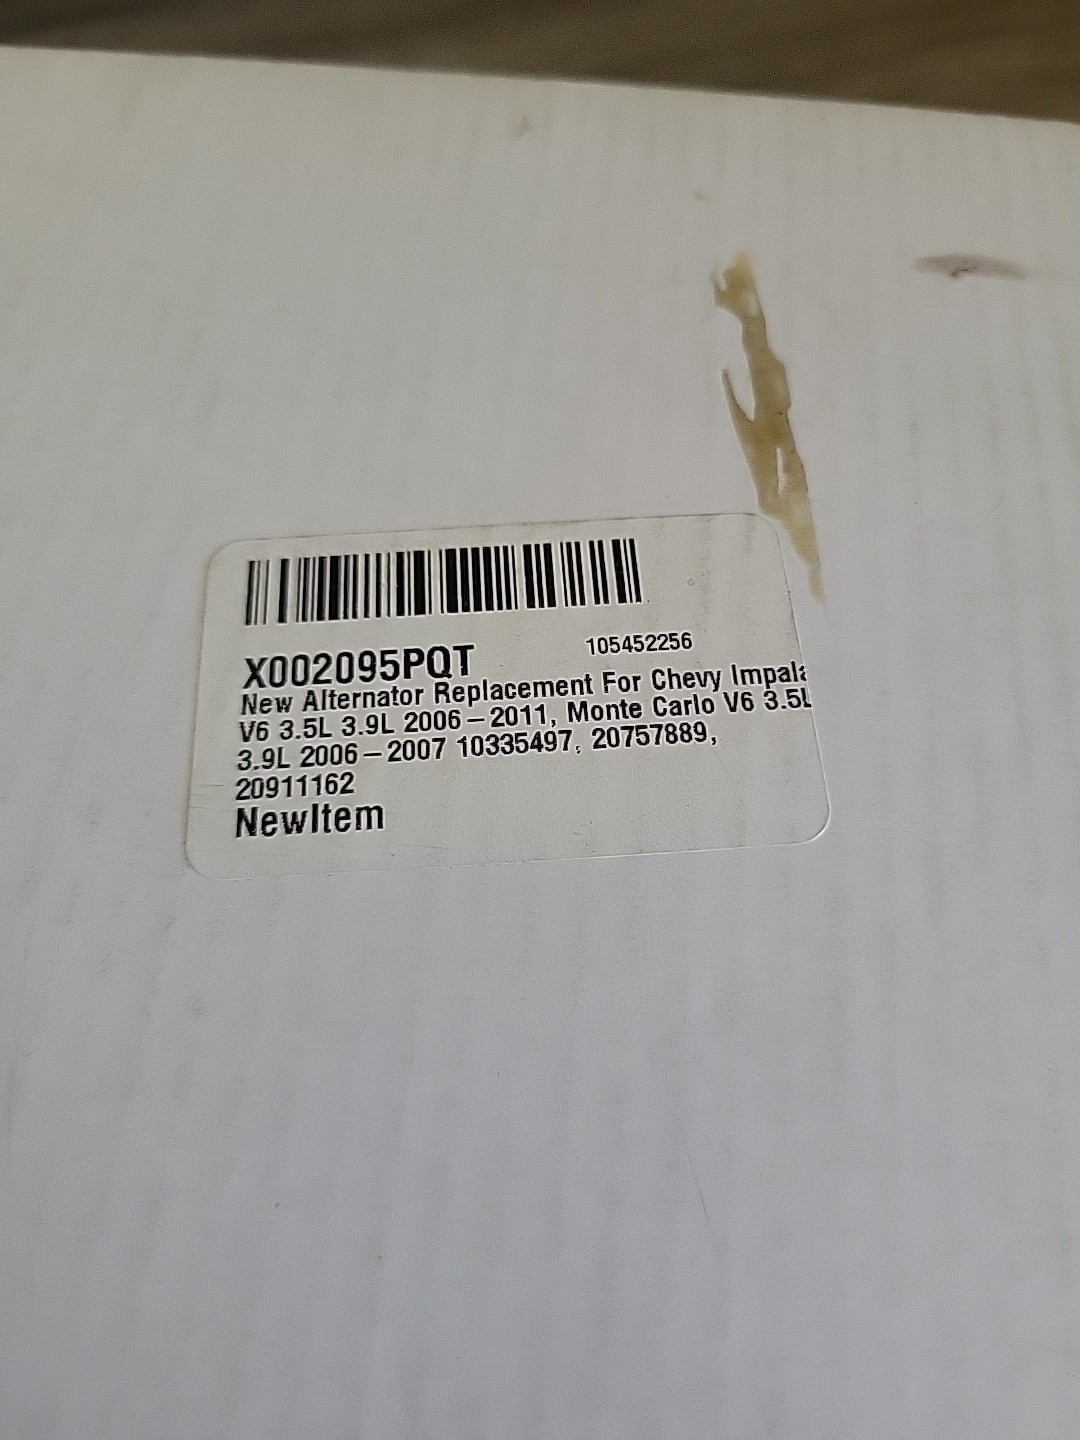 X002095PQT 105452256
New Alternator Replacement For Chevy Impala
V6 3.5L 3.9L 2006-2011, Monte Carlo V6 3.5L
3.9L 2006-2007 10335497, 20757889,
20911162
NewItem